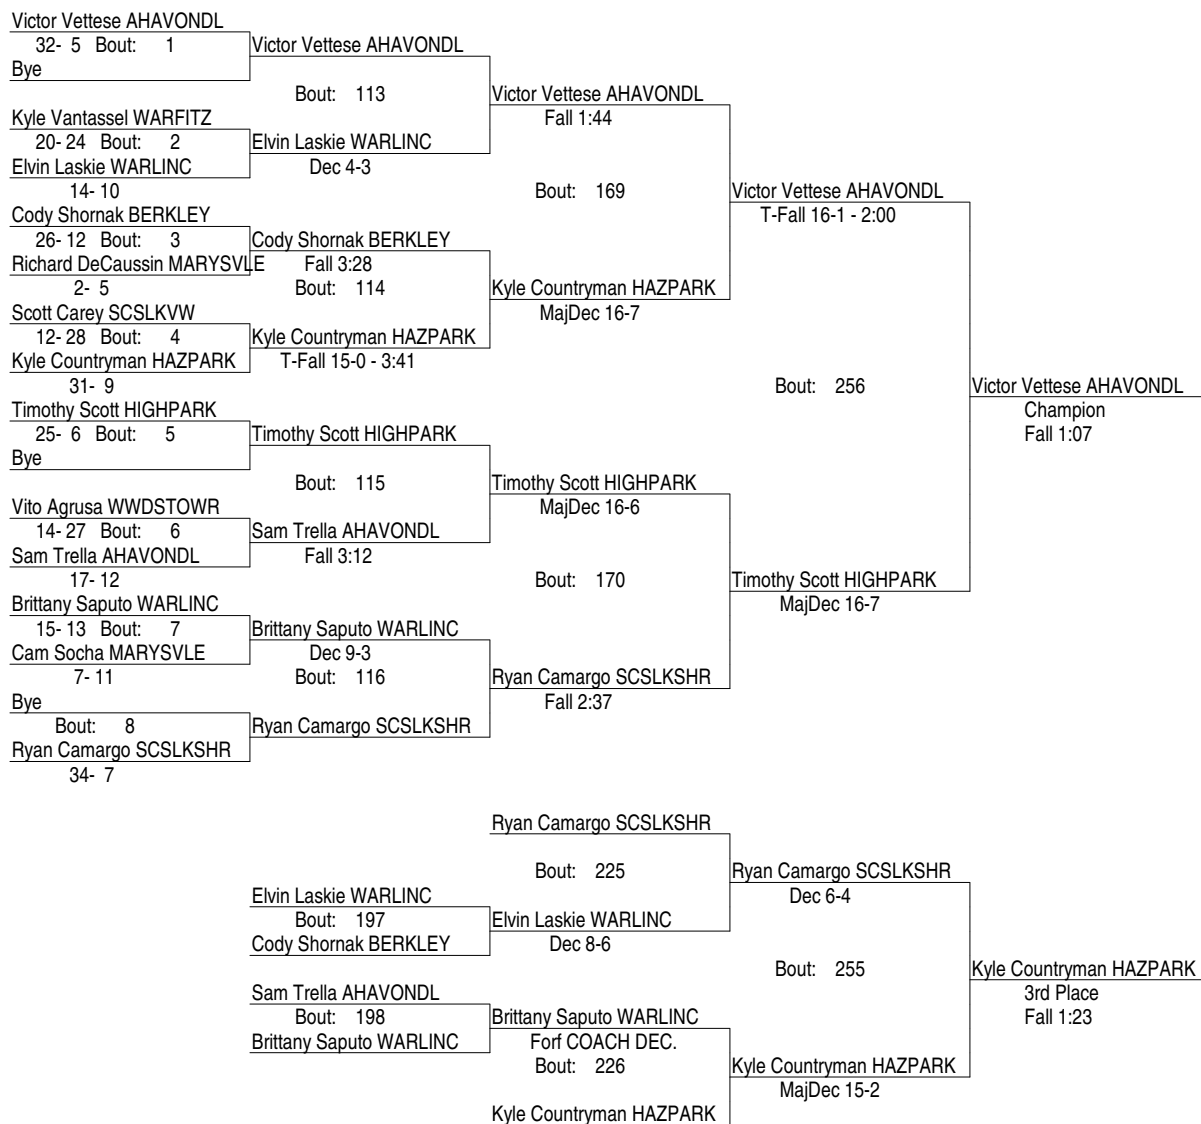 Victor Vettese AHAVONDL
32- 5 Bout: 1
Bye
Victor Vettese AHAVONDL
Bout: 113
Kyle Vantassel WARFITZ
20- 24 Bout: 2
Elvin Laskie WARLINC
14- 10
Elvin Laskie WARLINC
Dec 4-3
Victor Vettese AHAVONDL
Fall 1:44
Bout: 169
Cody Shornak BERKLEY
26- 12 Bout: 3
Richard DeCaussin MARYSVLE
2- 5
Cody Shornak BERKLEY
Fall 3:28
Bout: 114
Scott Carey SCSLKVW
12- 28 Bout: 4
Kyle Countryman HAZPARK
31- 9
Kyle Countryman HAZPARK
T-Fall 15-0 - 3:41
Kyle Countryman HAZPARK
MajDec 16-7
Victor Vettese AHAVONDL
T-Fall 16-1 - 2:00
Bout: 256
Victor Vettese AHAVONDL
Champion
Fall 1:07
Timothy Scott HIGHPARK
25- 6 Bout: 5
Bye
Timothy Scott HIGHPARK
Bout: 115
Vito Agrusa WWDSTOWR
14- 27 Bout: 6
Sam Trella AHAVONDL
17- 12
Sam Trella AHAVONDL
Fall 3:12
Timothy Scott HIGHPARK
MajDec 16-6
Bout: 170
Brittany Saputo WARLINC
15- 13 Bout: 7
Cam Socha MARYSVLE
7- 11
Brittany Saputo WARLINC
Dec 9-3
Bout: 116
Bye
Bout: 8
Ryan Camargo SCSLKSHR
34- 7
Ryan Camargo SCSLKSHR
Ryan Camargo SCSLKSHR
Fall 2:37
Timothy Scott HIGHPARK
MajDec 16-7
Ryan Camargo SCSLKSHR
Bout: 225
Elvin Laskie WARLINC
Bout: 197
Cody Shornak BERKLEY
Elvin Laskie WARLINC
Dec 8-6
Ryan Camargo SCSLKSHR
Dec 6-4
Bout: 255
Kyle Countryman HAZPARK
3rd Place
Fall 1:23
Sam Trella AHAVONDL
Bout: 198
Brittany Saputo WARLINC
Brittany Saputo WARLINC
Forf COACH DEC.
Bout: 226
Kyle Countryman HAZPARK
Kyle Countryman HAZPARK
MajDec 15-2